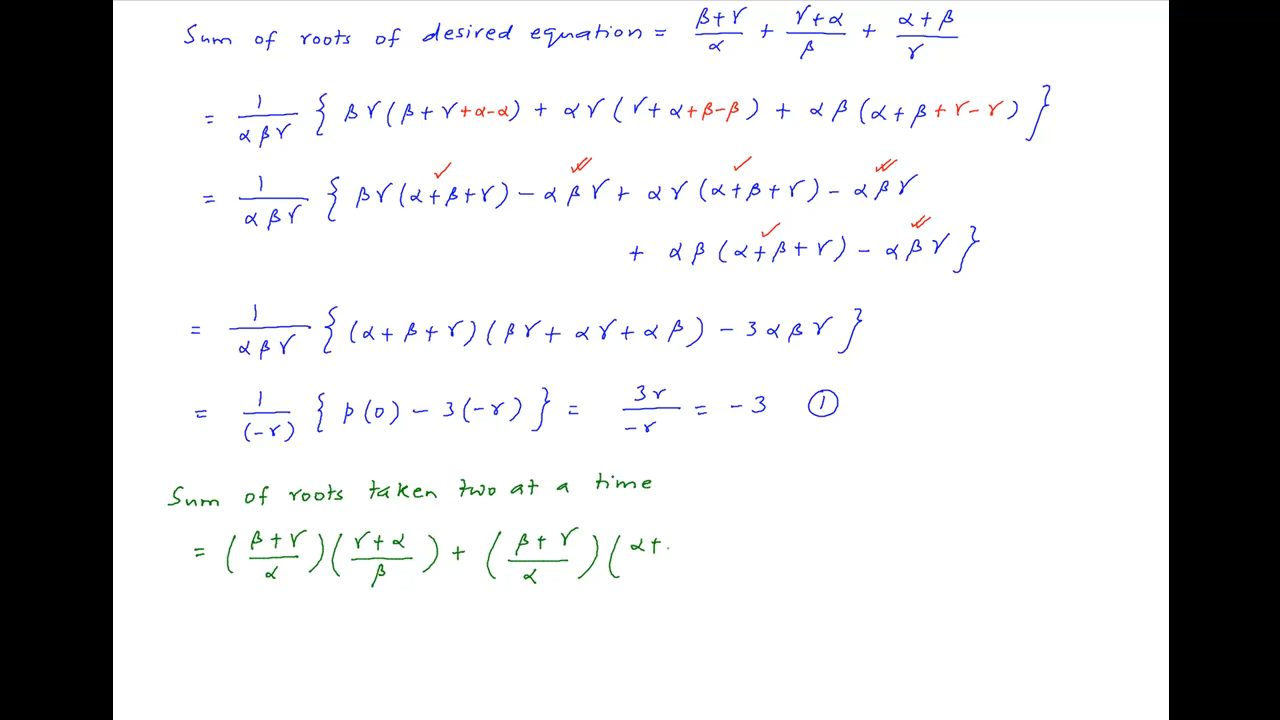 Sum of roots of desired equation = (β+γ)/α + (γ+α)/β + (α+β)/γ
= 1/(αβγ) { βγ(β+γ+α-α) + αγ(γ+α+β-β) + αβ(α+β+γ-γ) }
= 1/(αβγ) { βγ(α+β+γ) - αβγ + αγ(α+β+γ) - αβγ
+ αβ(α+β+γ) - αβγ }
= 1/(αβγ) { (α+β+γ)(βγ+αγ+αβ) - 3αβγ }
= 1/(-r) { p(0) - 3(-r) } = 3r/-r = -3 ①
Sum of roots taken two at a time
= ((β+γ)/α)((γ+α)/β) + ((β+γ)/α)(α+